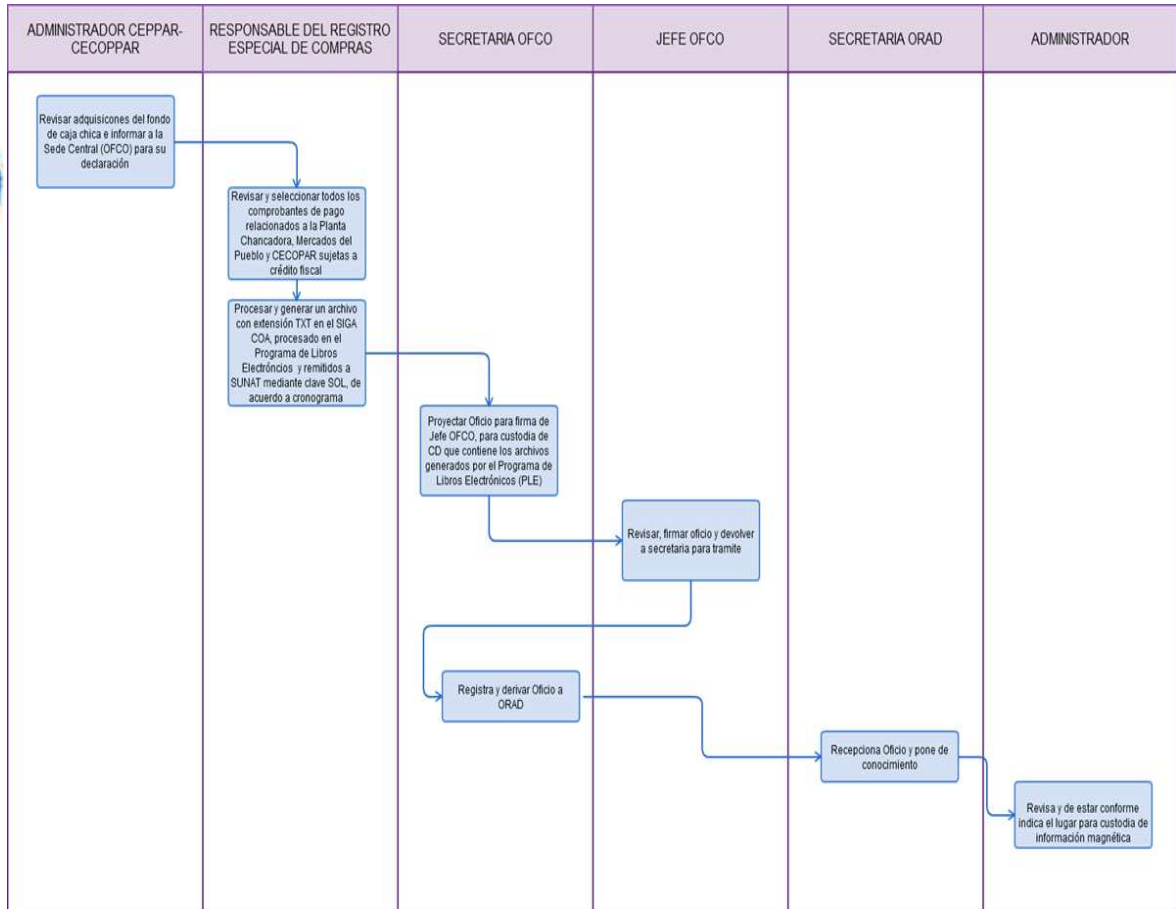 ADMINISTRADOR CEPPAR-
CECOPPAR
RESPONSABLE DEL REGISTRO
ESPECIAL DE COMPRAS
SECRETARIA OFCO
JEFE OFCO
SECRETARIA ORAD
ADMINISTRADOR
Revisar adquisicones del fondo
de caja chica e informar a la
Sede Central (OFCO) para su
declaración
Revisar y seleccionar todos los
comprobantes de pago
relacionados a la Planta
Chancadora, Mercados del
Pueblo y CECOPAR sujetas a
crédito fiscal
Procesar y generar un archivo
con extensión TXT en el SIGA
COA, procesado en el
Programa de Libros
Electróncios y remitidos a
SUNAT mediante clave SOL, de
acuerdo a cronograma
Proyectar Oficio para firma de
Jefe OFCO, para custodia de
CD que contiene los archivos
generados por el Programa de
Libros Electrónicos (PLE)
Revisar, firmar oficio y devolver
a secretaria para tramite
Registra y derivar Oficio a
ORAD
Recepciona Oficio y pone de
conocimiento
Revisa y de estar conforme
indica el lugar para custodia de
información magnética